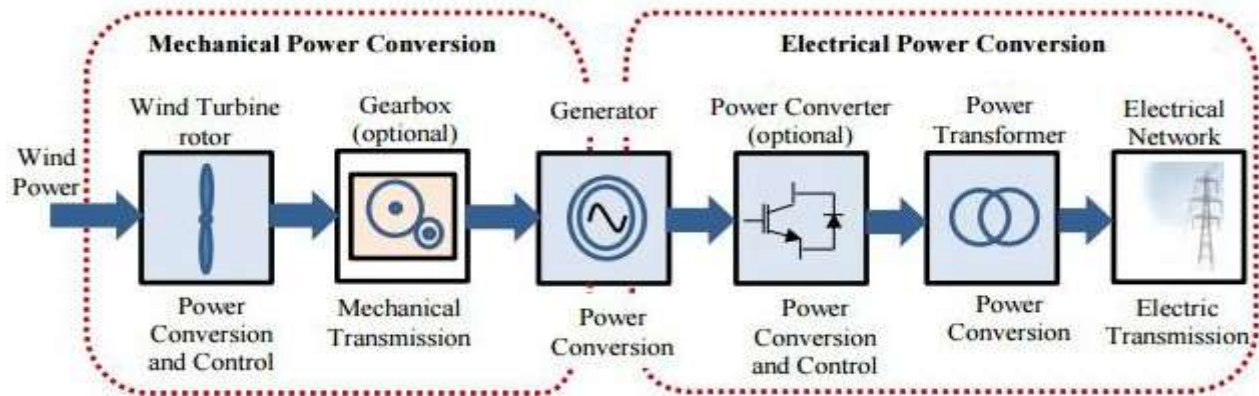 Mechanical Power Conversion
Electrical Power Conversion
Wind
Power
Wind Turbine
rotor
Gearbox
(optional)
Generator
Power Converter
(optional)
Power
Transformer
Electrical
Network
Power
Conversion
and Control
Mechanical
Transmission
Power
Conversion
Power
Conversion
and Control
Power
Conversion
Electric
Transmission